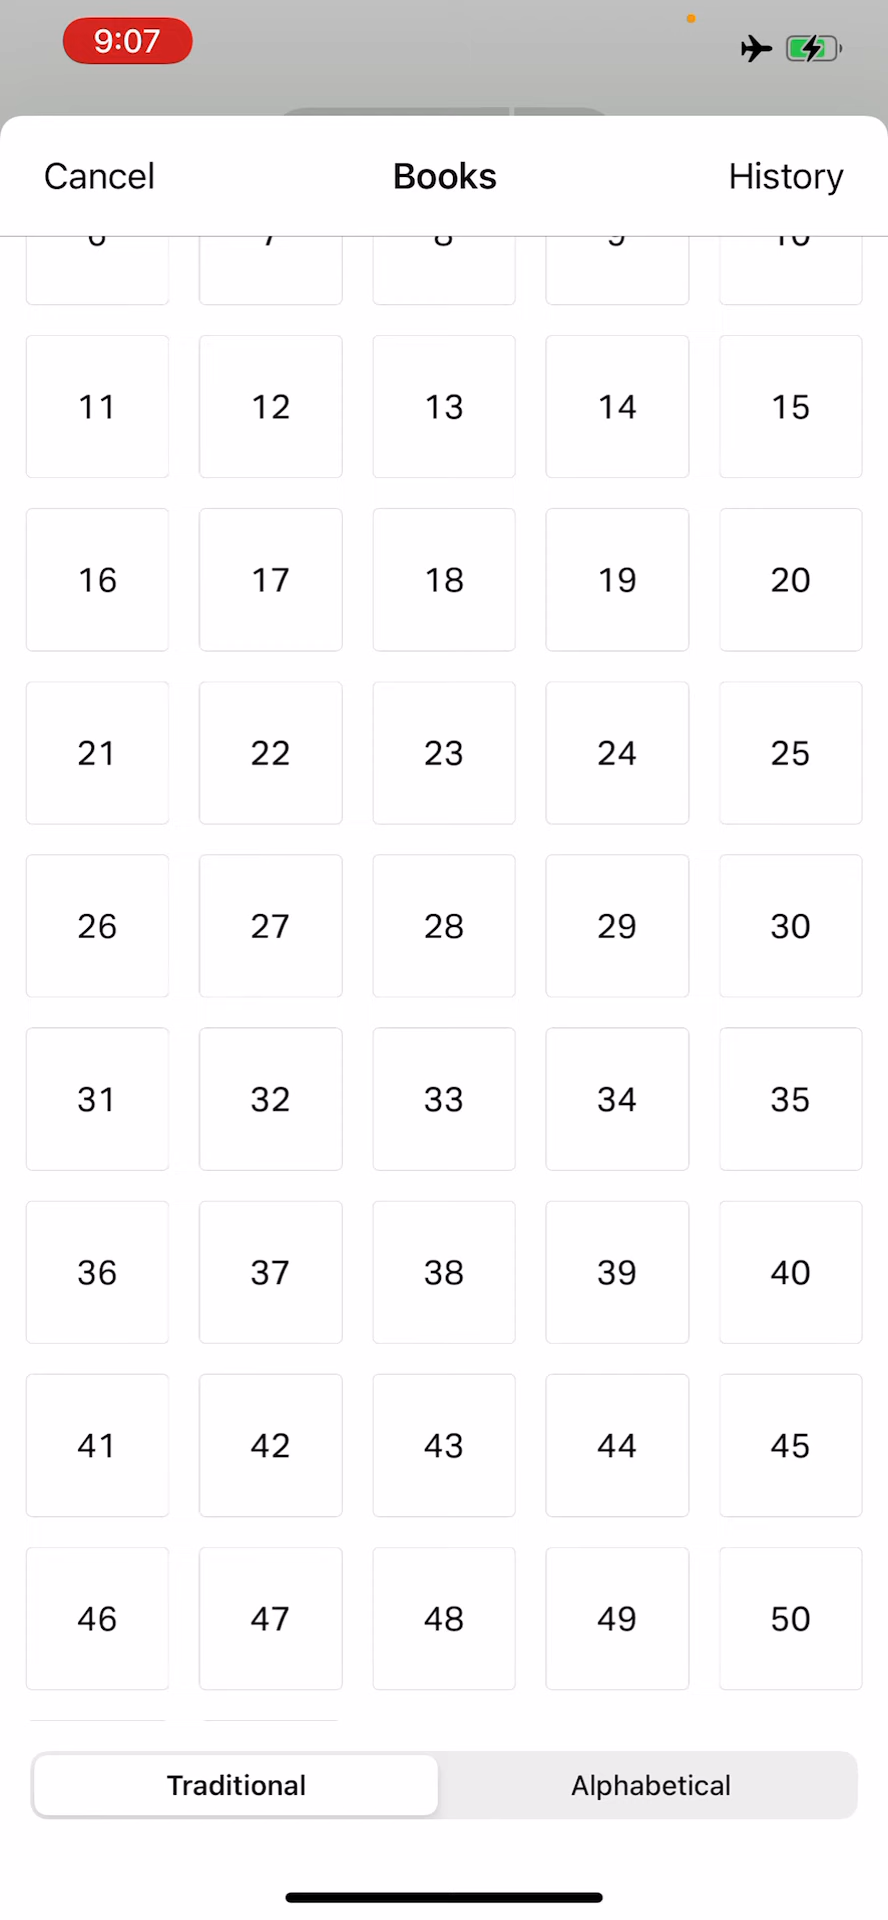 9:07
Cancel Books History
11 12 13 14 15
16 17 18 19 20
21 22 23 24 25
26 27 28 29 30
31 32 33 34 35
36 37 38 39 40
41 42 43 44 45
46 47 48 49 50
Traditional Alphabetical